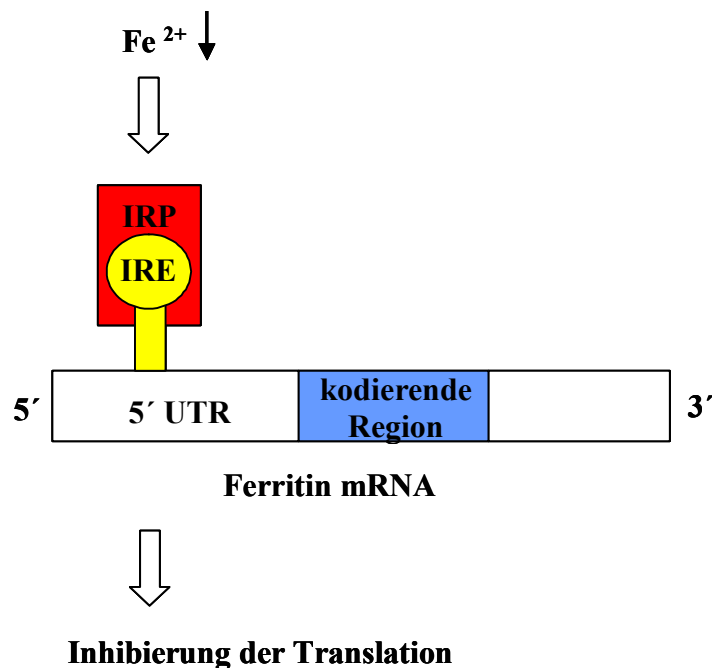 Fe 2+ ↓
IRP
IRE
5´ 5´ UTR kodierende Region 3´
Ferritin mRNA
Inhibierung der Translation